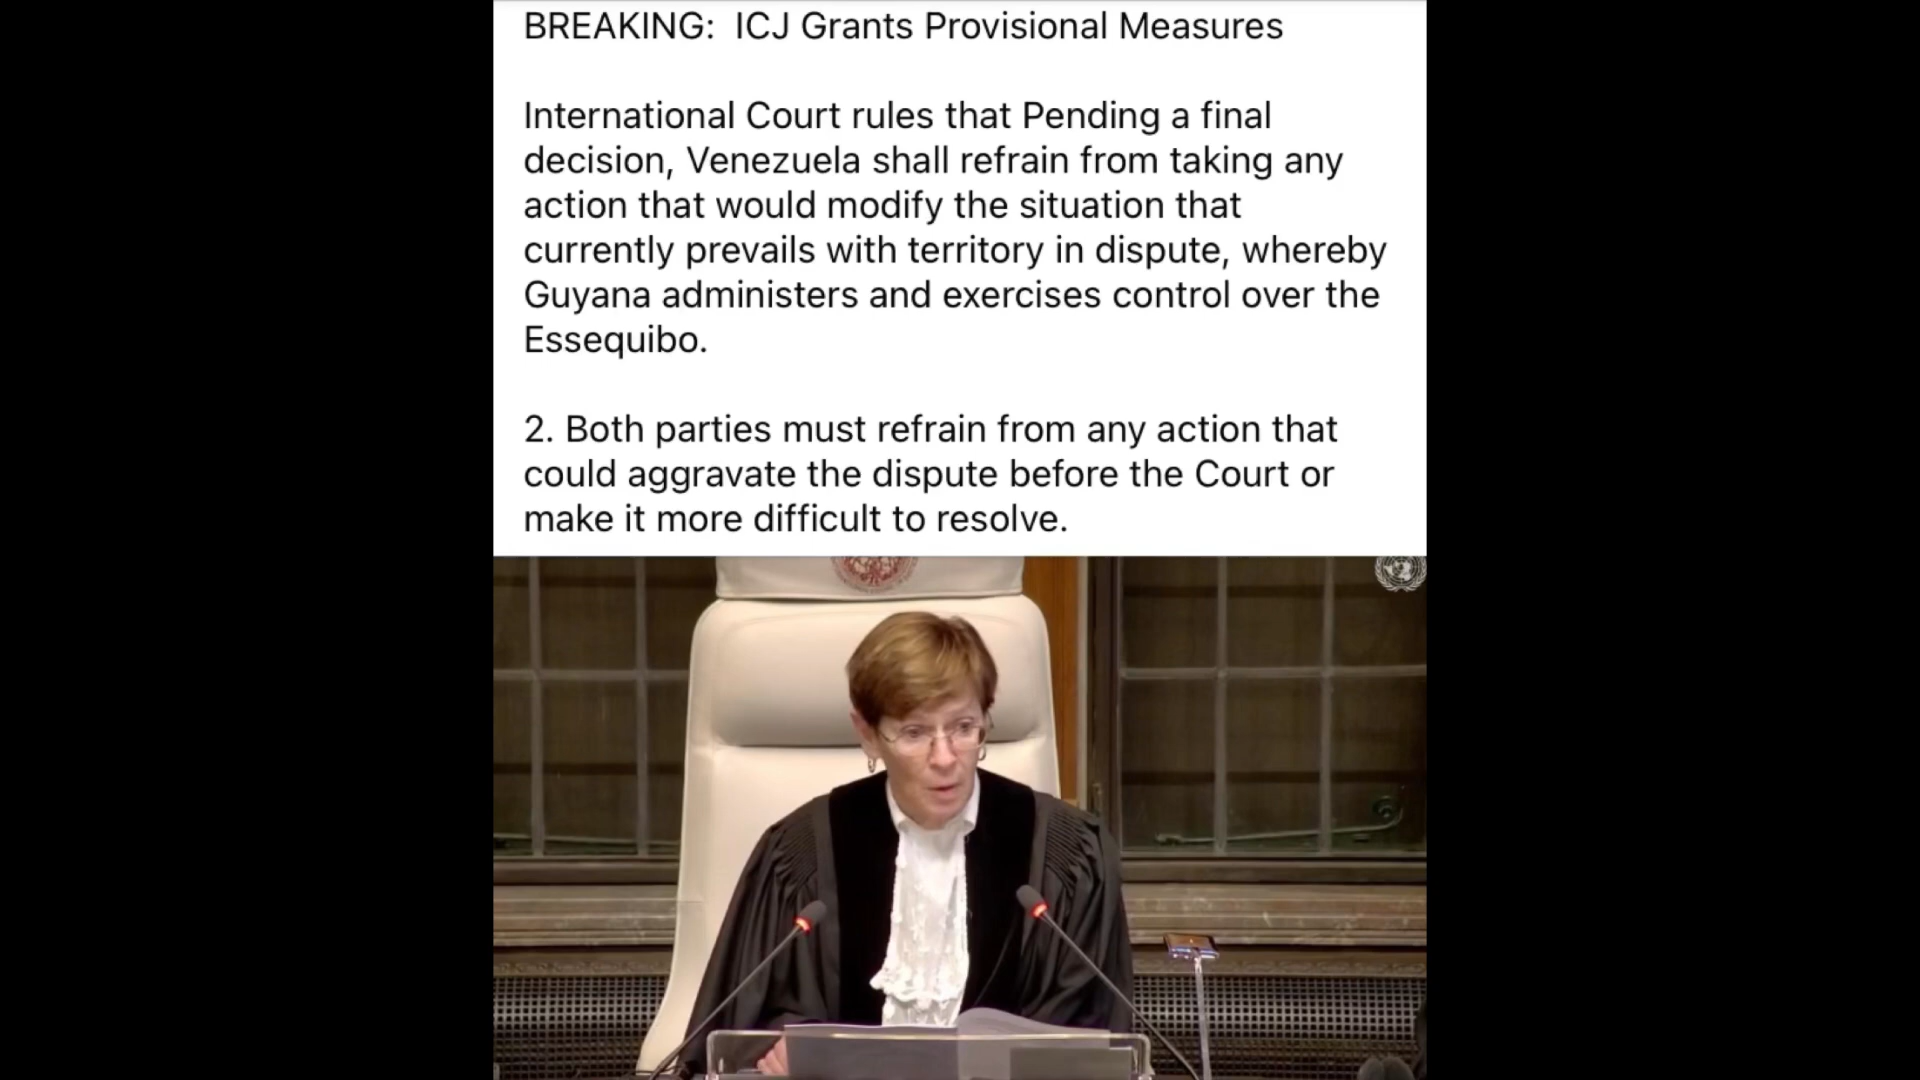 BREAKING:  ICJ Grants Provisional Measures
International Court rules that Pending a final
decision, Venezuela shall refrain from taking any
action that would modify the situation that
currently prevails with territory in dispute, whereby
Guyana administers and exercises control over the
Essequibo.
2. Both parties must refrain from any action that
could aggravate the dispute before the Court or
make it more difficult to resolve.